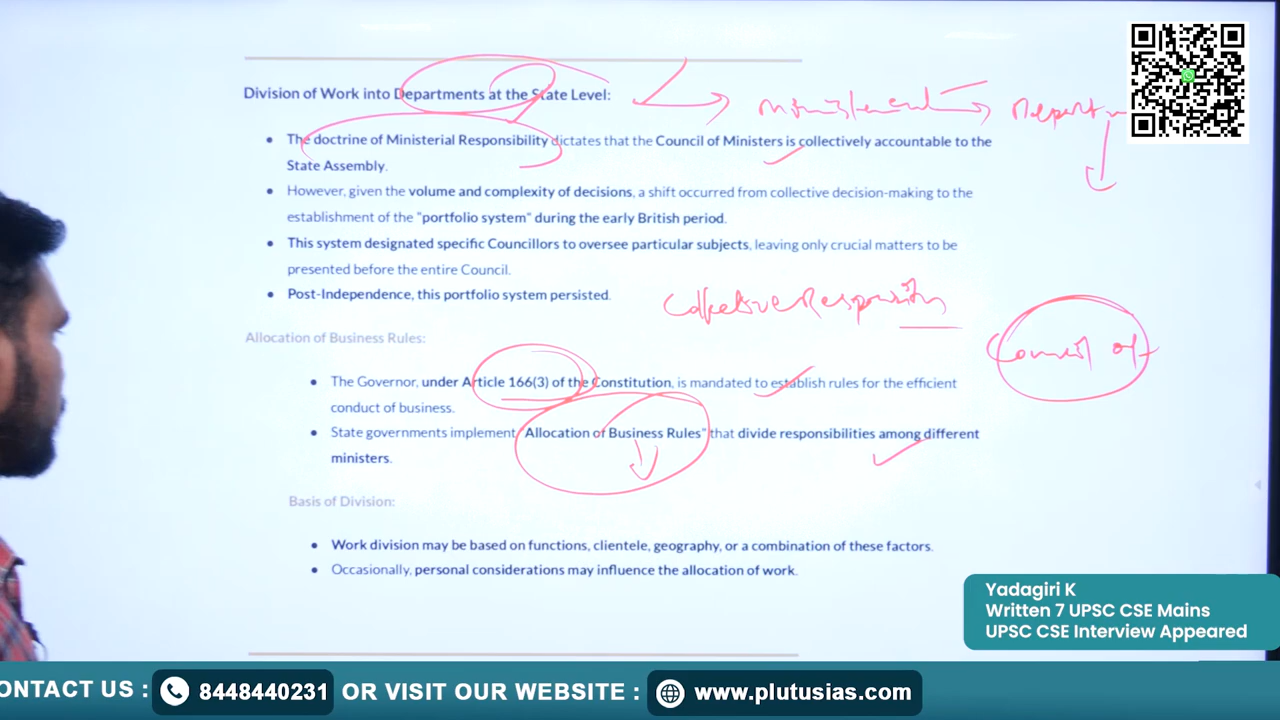 Division of Work into Departments at the State Level:
• The doctrine of Ministerial Responsibility dictates that the Council of Ministers is collectively accountable to the
State Assembly.
• However, given the volume and complexity of decisions, a shift occurred from collective decision-making to the
establishment of the "portfolio system" during the early British period.
• This system designated specific Councillors to oversee particular subjects, leaving only crucial matters to be
presented before the entire Council.
• Post-Independence, this portfolio system persisted.
Collective Responsibility
Council of
Allocation of Business Rules:
• The Governor, under Article 166(3) of the Constitution, is mandated to establish rules for the efficient
conduct of business.
• State governments implement "Allocation of Business Rules" that divide responsibilities among different
ministers.
Basis of Division:
• Work division may be based on functions, clientele, geography, or a combination of these factors.
• Occasionally, personal considerations may influence the allocation of work.
Yadagiri K
Written 7 UPSC CSE Mains
UPSC CSE Interview Appeared
ONTACT US : 8448440231 OR VISIT OUR WEBSITE : www.plutusias.com